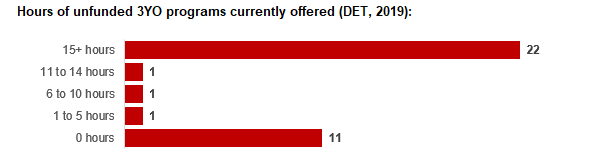 Hours of unfunded 3YO programs currently offered (DET, 2019):
15+ hours 22
11 to 14 hours 1
6 to 10 hours 1
1 to 5 hours 1
0 hours 11